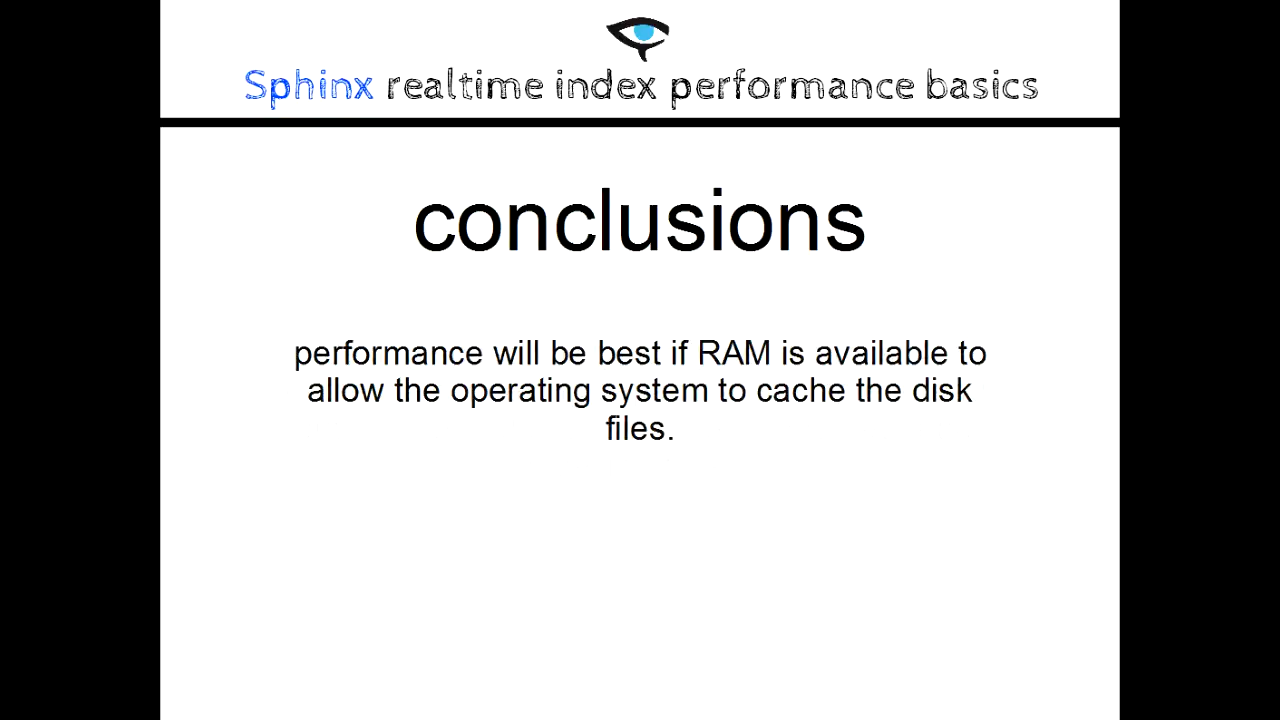 Sphinx realtime index performance basics
conclusions
performance will be best if RAM is available to
allow the operating system to cache the disk
files.